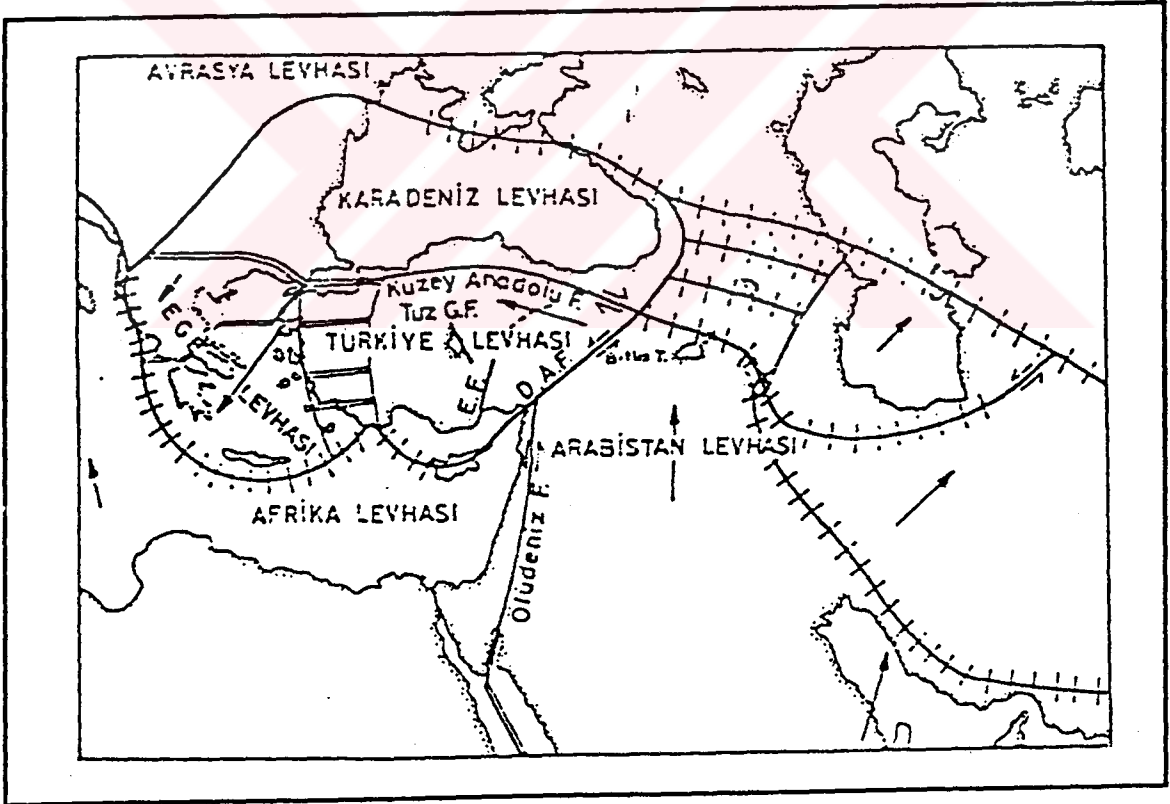 AVRASYA LEVHASI
KARADENİZ LEVHASI
Kuzey Anadolu F.
Tuz G.F.
TÜRKİYE LEVHASI
EGE LEVHASI
E.F.
D.A.F.
Bitlis T.
ARABİSTAN LEVHASI
AFRİKA LEVHASI
Ölüdeniz F.